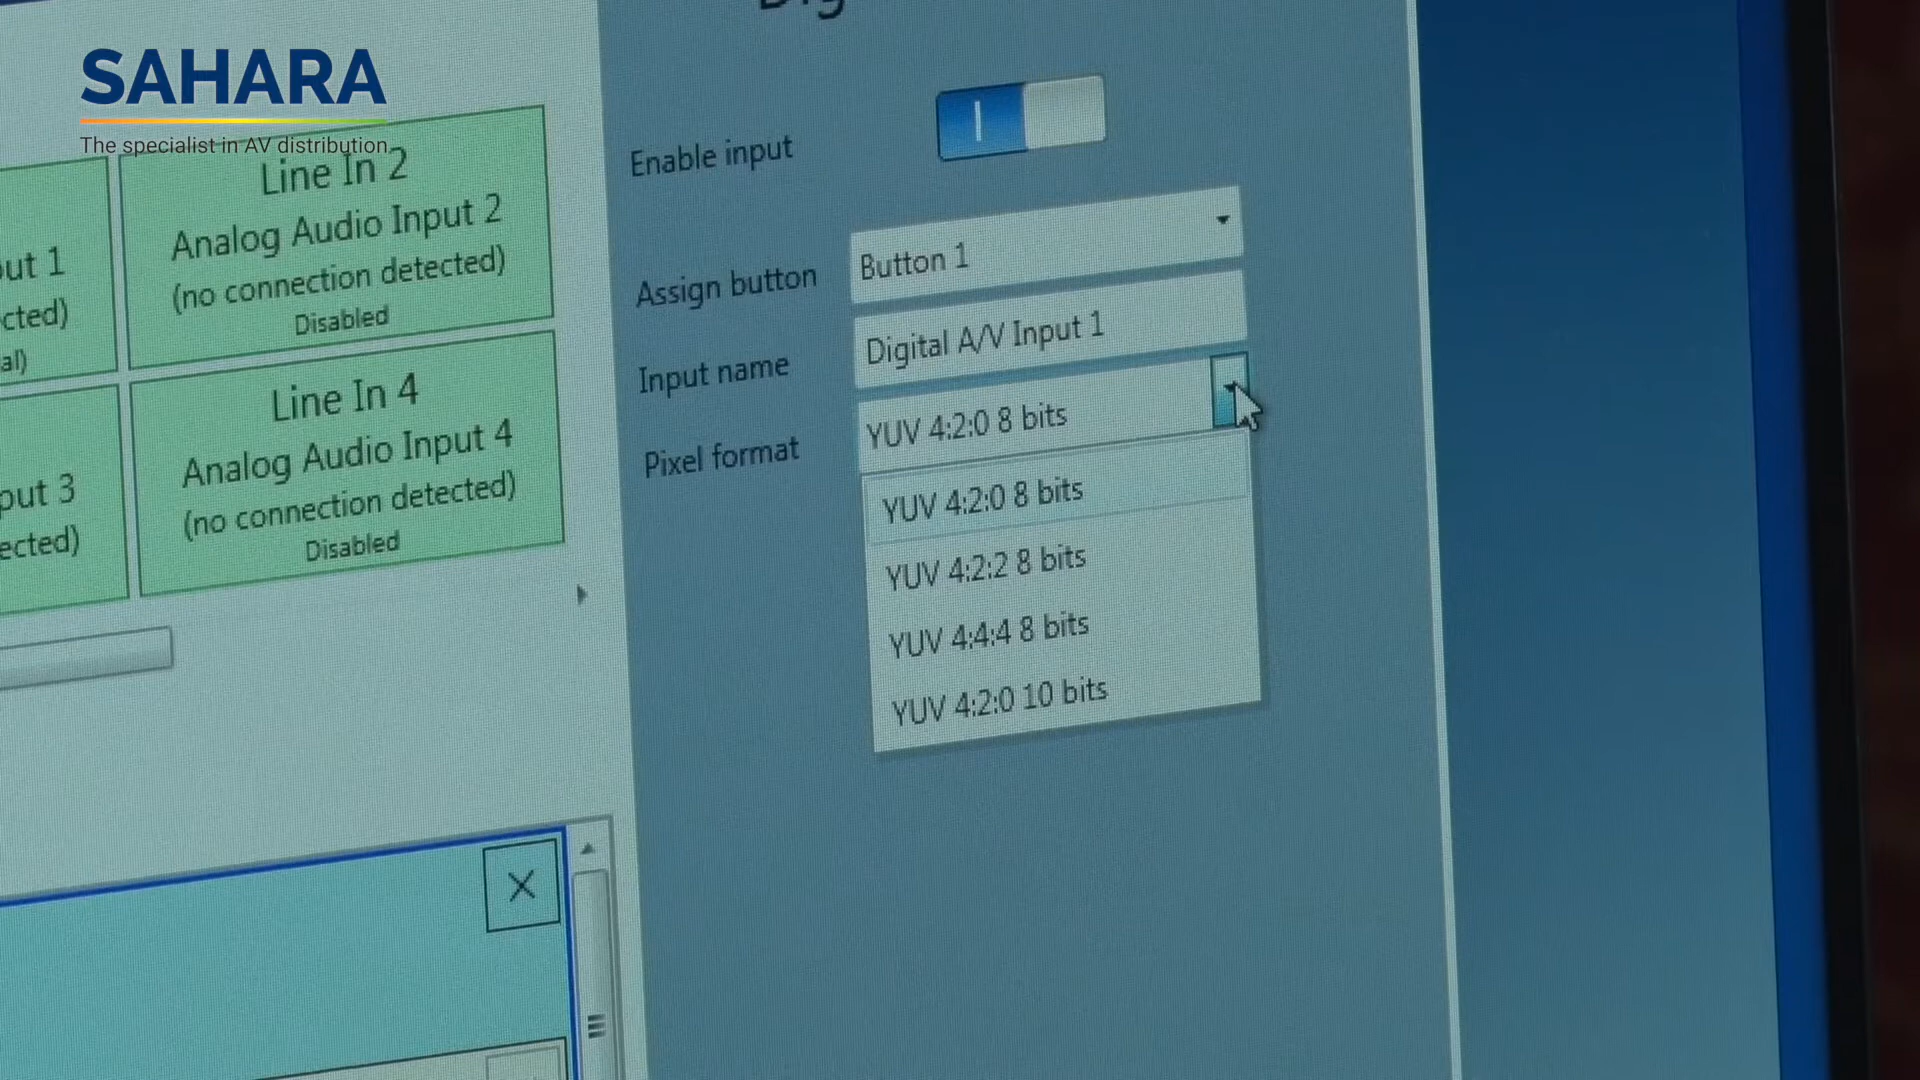 SAHARA
The specialist in AV distribution
Line In 2
Analog Audio Input 2
(no connection detected)
Disabled
Line In 4
Analog Audio Input 4
(no connection detected)
Disabled
Enable input
Assign button
Button 1
Input name
Digital A/V Input 1
Pixel format
YUV 4:2:0 8 bits
YUV 4:2:0 8 bits
YUV 4:2:2 8 bits
YUV 4:4:4 8 bits
YUV 4:2:0 10 bits